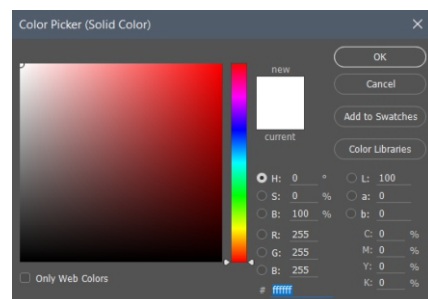 Color Picker (Solid Color)
new
current
OK
Cancel
Add to Swatches
Color Libraries
H: 0 °
S: 0 %
B: 100 %
R: 255
G: 255
B: 255
# ffffff
L: 100
a: 0
b: 0
C: 0 %
M: 0 %
Y: 0 %
K: 0 %
Only Web Colors